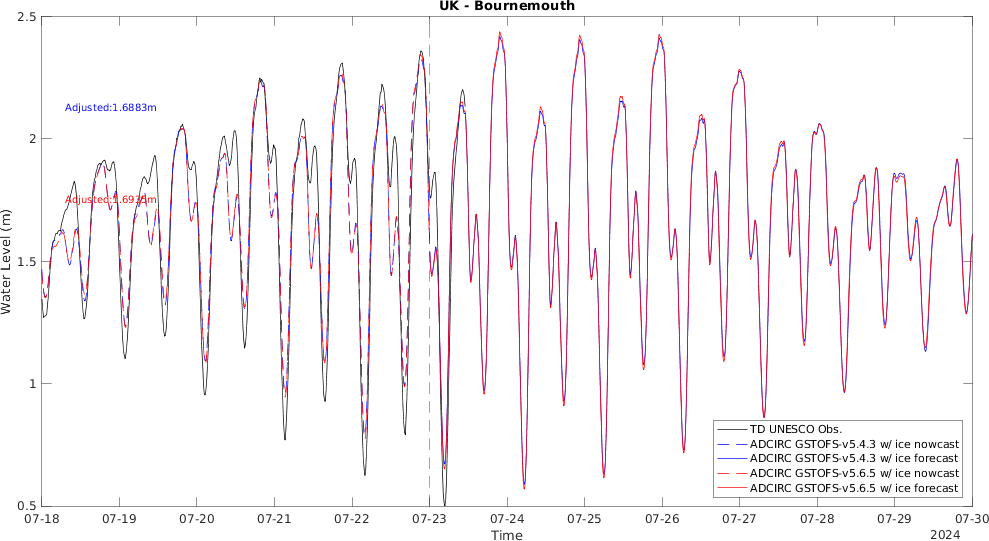 UK - Bournemouth
2.5
2
1.5
1
0.5
Water Level (m)
Adjusted:1.6883m
07-18
07-19
07-20
07-21
07-22
07-23
07-24
07-25
07-26
07-27
07-28
07-29
07-30
Time
2024
TD UNESCO Obs.
ADCIRC GSTOFS-v5.4.3 w/ ice nowcast
ADCIRC GSTOFS-v5.4.3 w/ ice forecast
ADCIRC GSTOFS-v5.6.5 w/ ice nowcast
ADCIRC GSTOFS-v5.6.5 w/ ice forecast